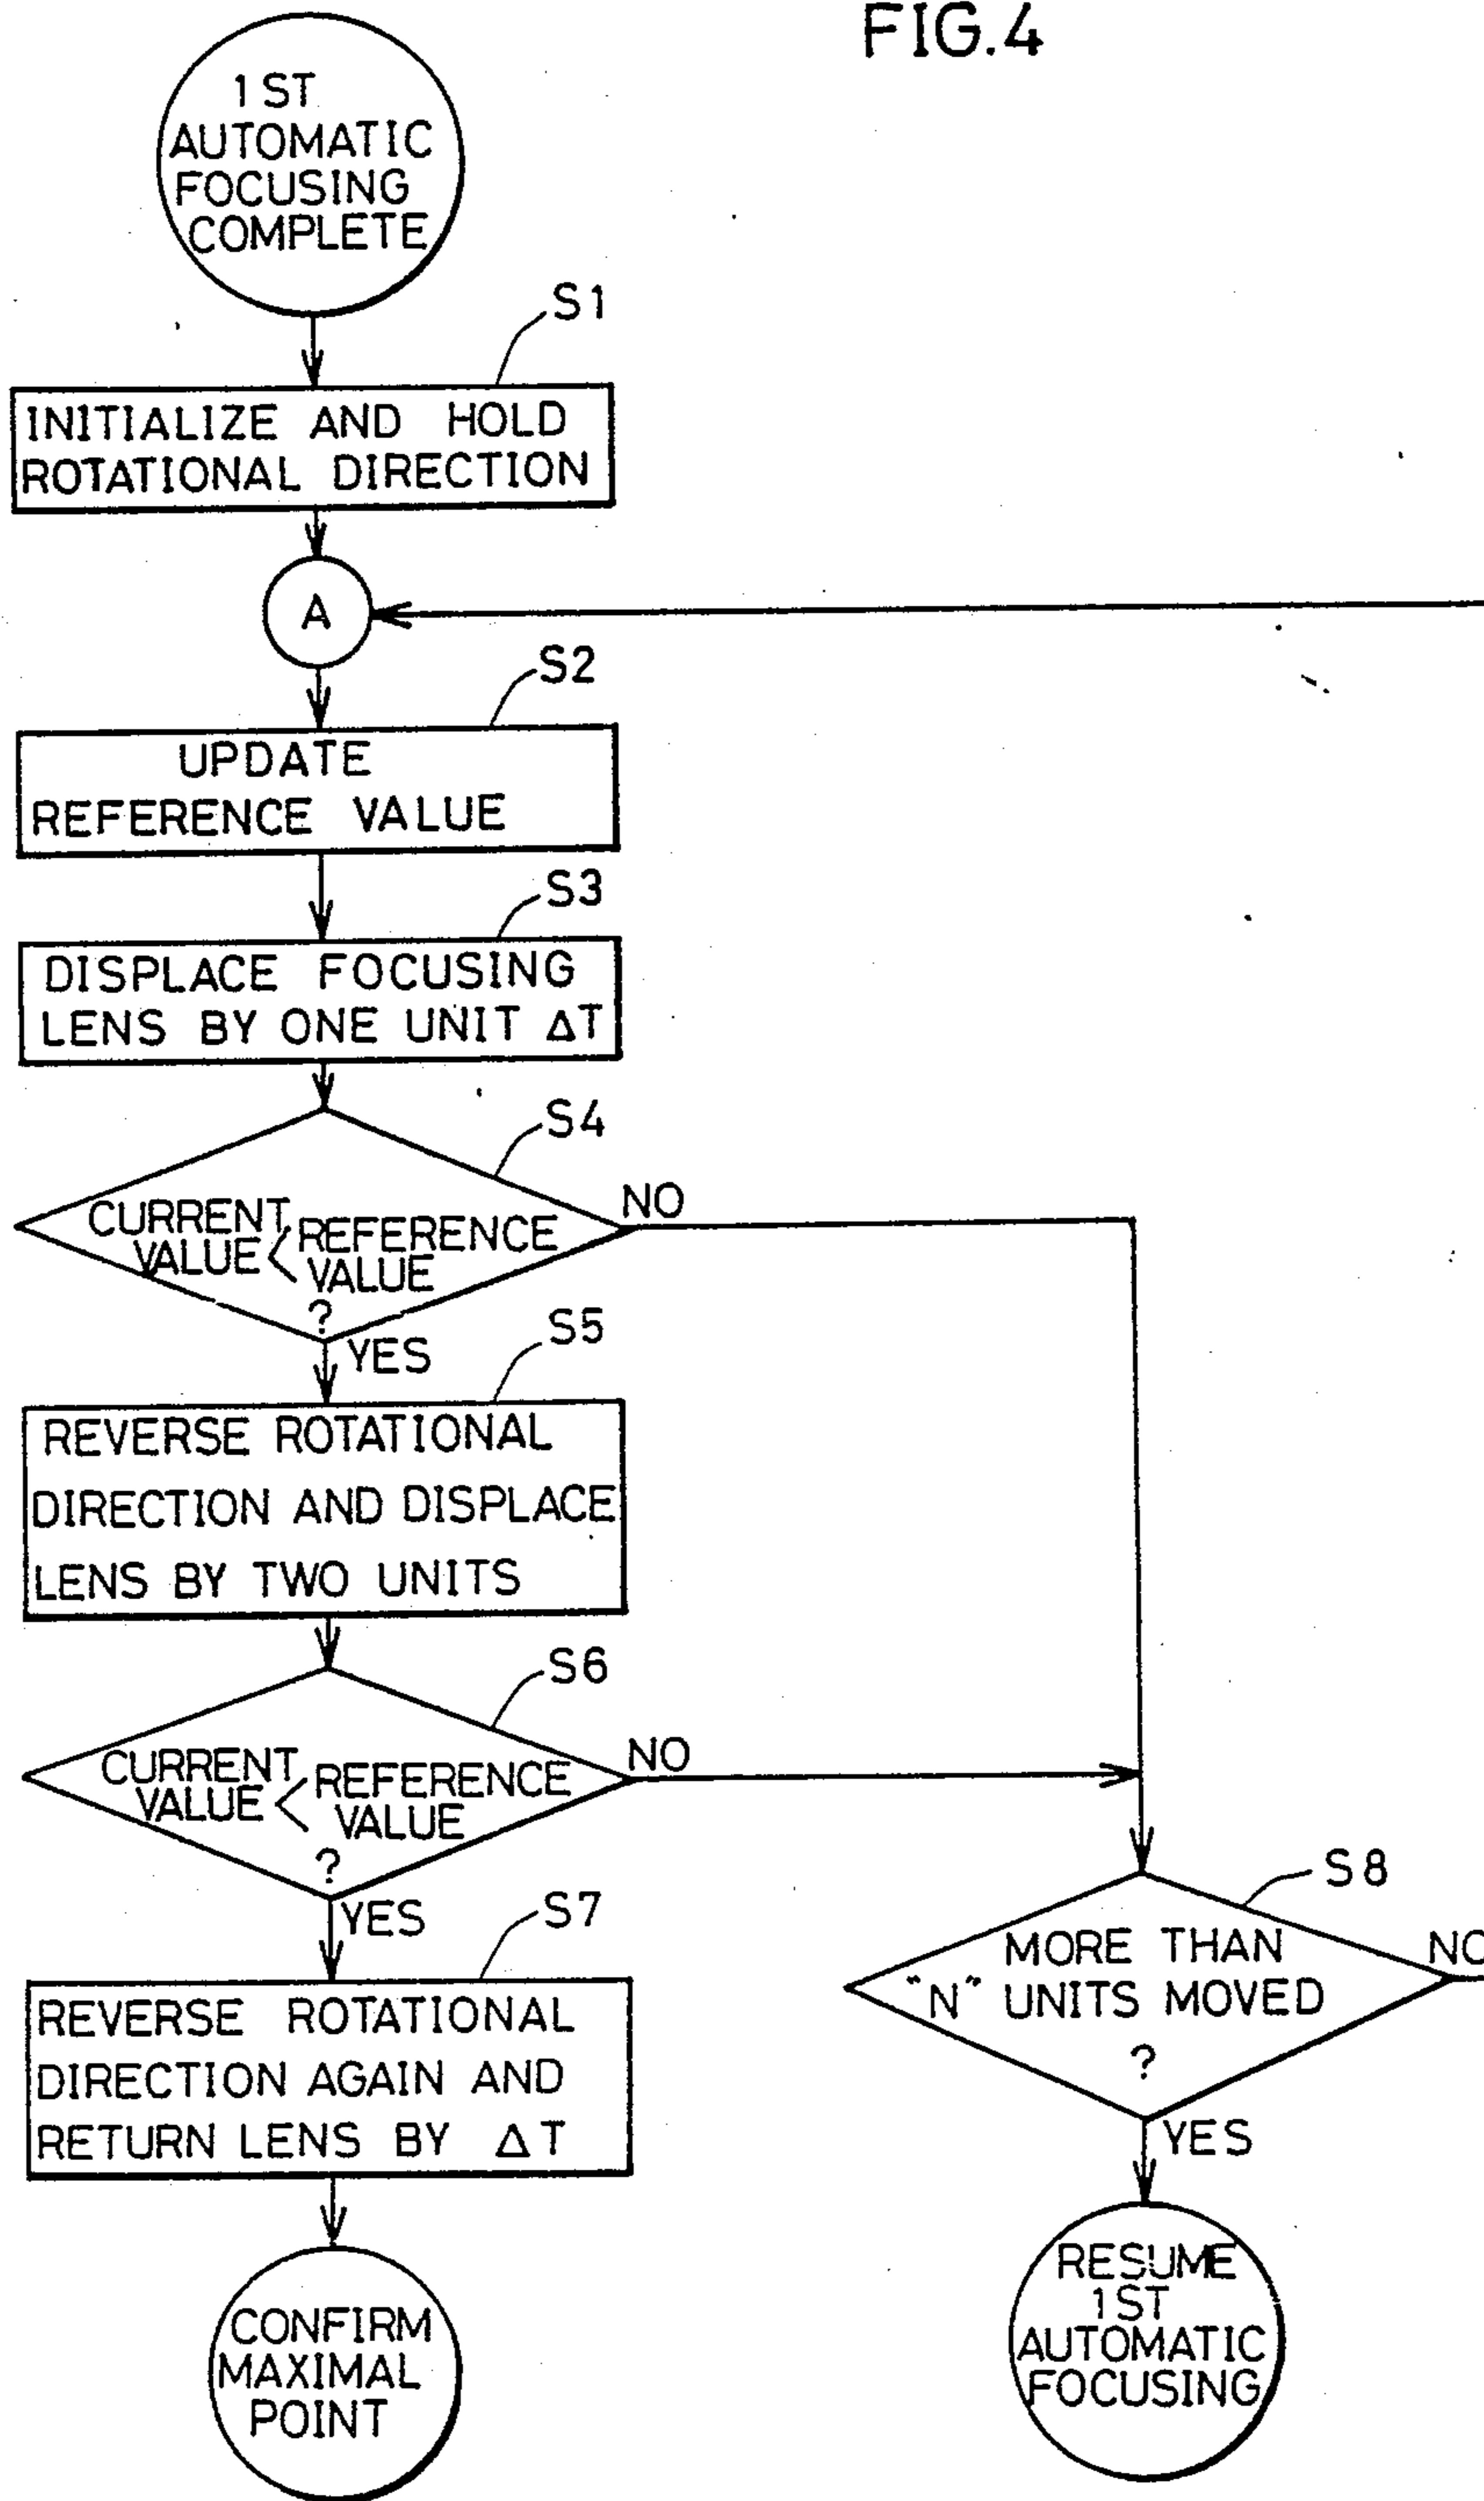 FIG.4
1ST
AUTOMATIC
FOCUSING
COMPLETE
S1
INITIALIZE AND HOLD
ROTATIONAL DIRECTION
A
S2
UPDATE
REFERENCE VALUE
S3
DISPLACE FOCUSING
LENS BY ONE UNIT ΔT
S4
CURRENT
VALUE < REFERENCE
VALUE
?
NO
YES
S5
REVERSE ROTATIONAL
DIRECTION AND DISPLACE
LENS BY TWO UNITS
S6
CURRENT
VALUE < REFERENCE
VALUE
?
NO
YES
S7
REVERSE ROTATIONAL
DIRECTION AGAIN AND
RETURN LENS BY ΔT
CONFIRM
MAXIMAL
POINT
S8
MORE THAN
"N" UNITS MOVED
?
NO
YES
RESUME
1ST
AUTOMATIC
FOCUSING